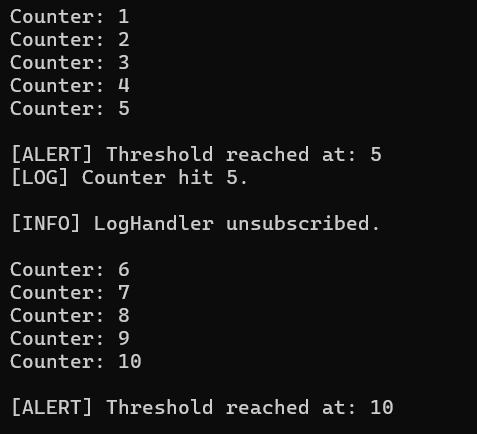 Counter: 1
Counter: 2
Counter: 3
Counter: 4
Counter: 5
[ALERT] Threshold reached at: 5
[LOG] Counter hit 5.
[INFO] LogHandler unsubscribed.
Counter: 6
Counter: 7
Counter: 8
Counter: 9
Counter: 10
[ALERT] Threshold reached at: 10